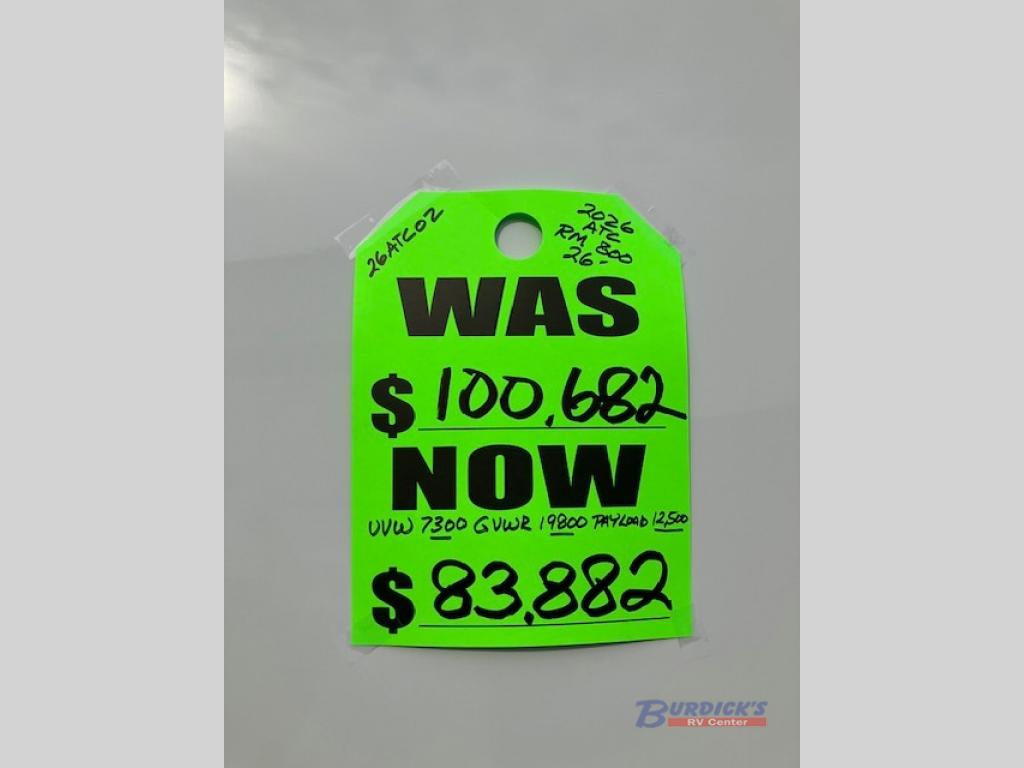 26ATC02
2026
ATC
RM 800
26-
WAS
$ 100,682
NOW
UVW 7300 GVWR 19800 PAYLOAD 12,500
$ 83,882
BURDICK'S
RV Center